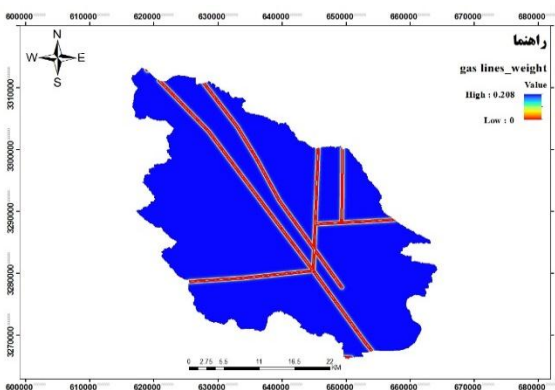 600000 610000 620000 630000 640000 650000 660000 670000 680000
N
W E
S
راهنما
gas lines_weight
Value
High : 0.208
Low : 0
3310000
3300000
3290000
3280000
3270000
0 2.75 5.5 11 16.5 22
KM
600000 610000 620000 630000 640000 650000 660000 670000 680000